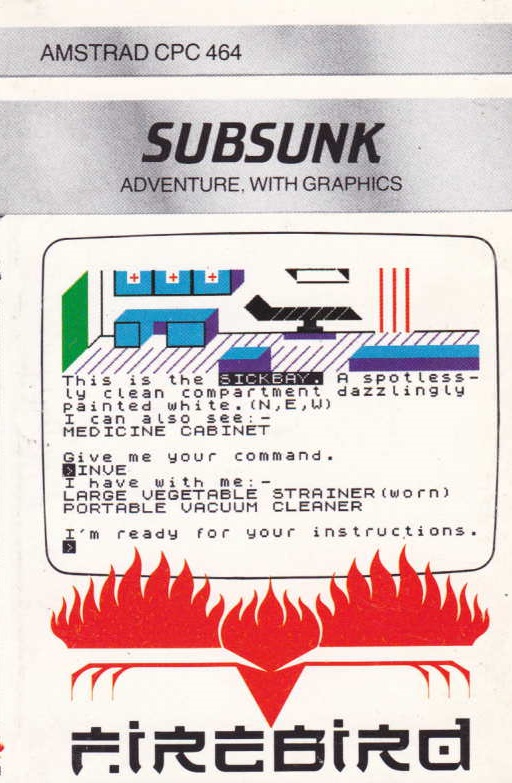 AMSTRAD CPC 464
SUBSUNK
ADVENTURE, WITH GRAPHICS
This is the SICKBAY. A spotless-
ly clean compartment dazzlingly
painted white.(N,E,W)
I can also see:-
MEDICINE CABINET
Give me your command.
>INVE
I have with me:-
LARGE VEGETABLE STRAINER(worn)
PORTABLE VACUUM CLEANER
I'm ready for your instructions.
>
FIREBIRD